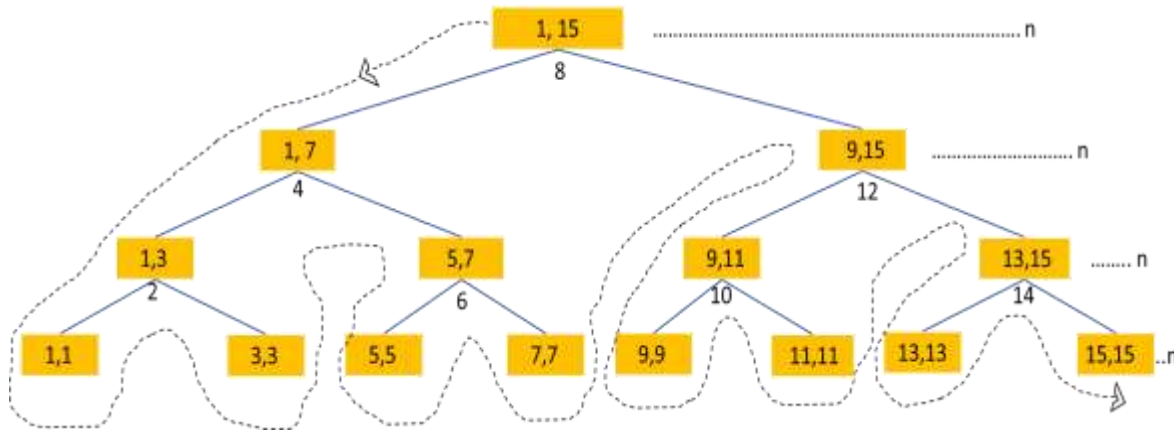 1, 15 ........................................ n
8
1, 7 9,15 ............................ n
4 12
1,3 5,7 9,11 13,15 ........ n
2 6 10 14
1,1 3,3 5,5 7,7 9,9 11,11 13,13 15,15 ..n